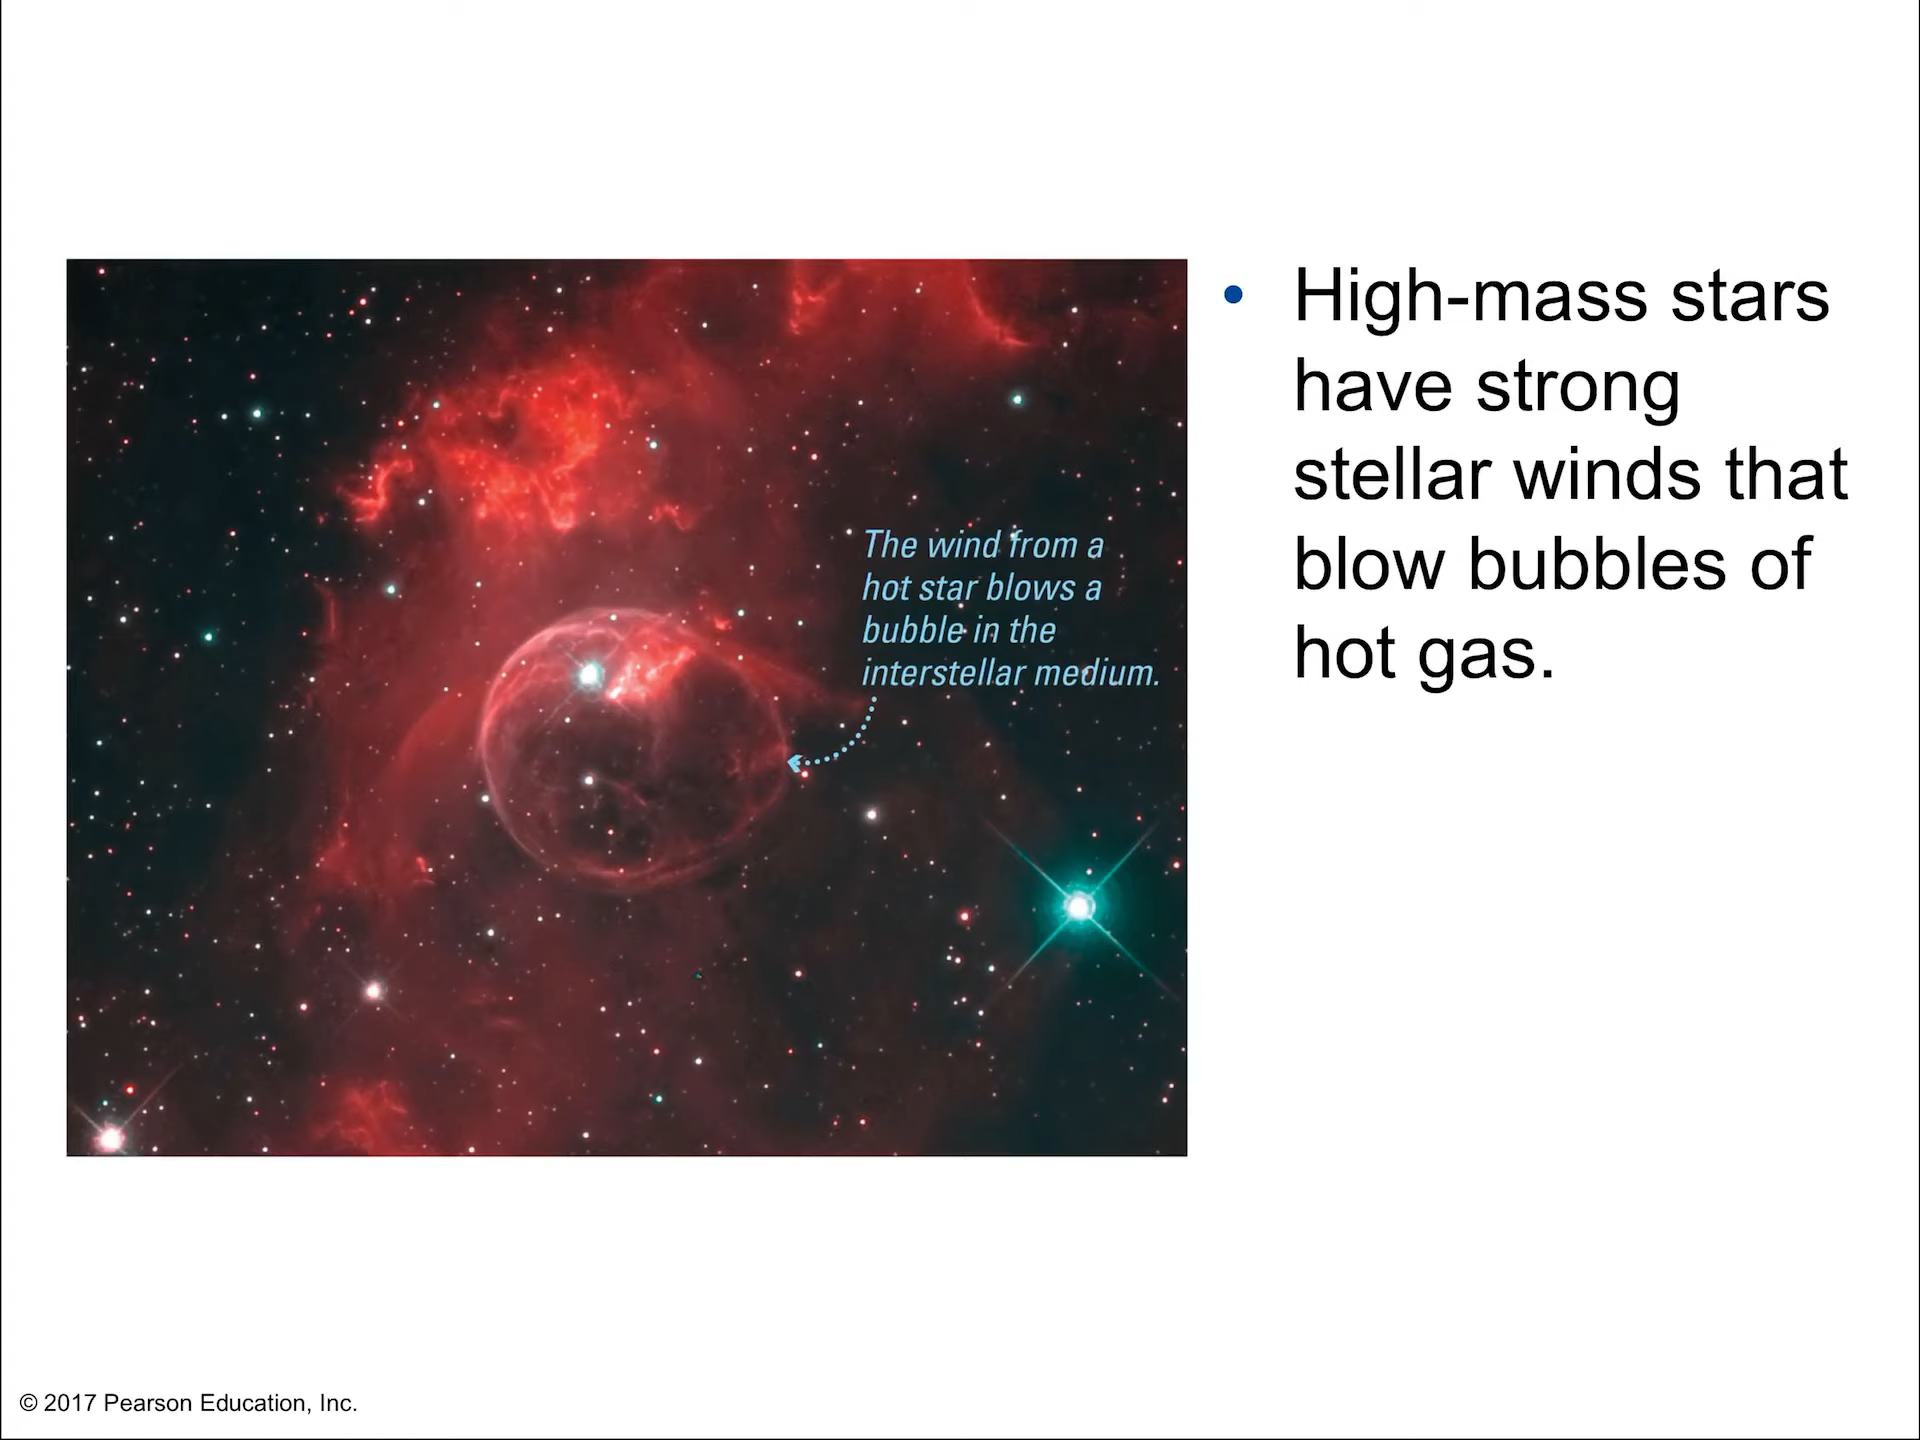 The wind from a
hot star blows a
bubble in the
interstellar medium.
• High-mass stars
have strong
stellar winds that
blow bubbles of
hot gas.
© 2017 Pearson Education, Inc.